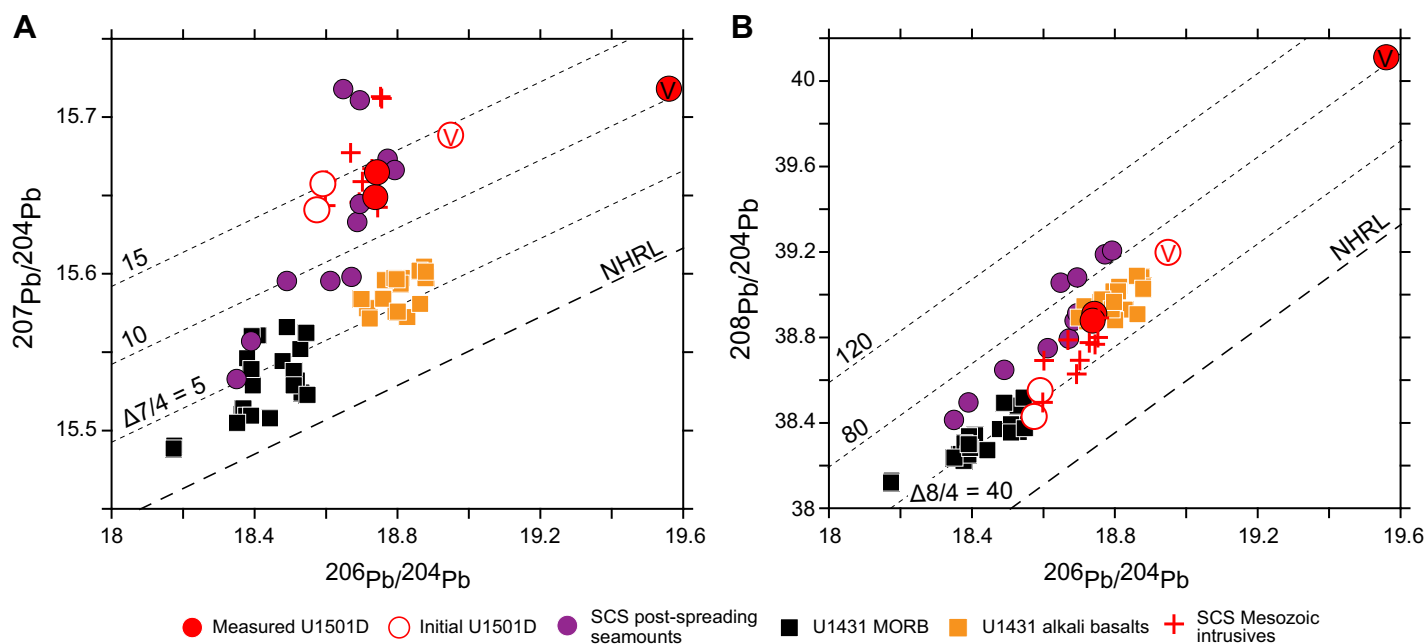 A
B
15.7
15.6
15.5
207Pb/204Pb
15
10
Δ7/4 = 5
NHRL
V
V
18
18.4
18.8
19.2
19.6
206Pb/204Pb
40
39.6
39.2
38.8
38.4
38
208Pb/204Pb
120
80
Δ8/4 = 40
NHRL
V
V
18
18.4
18.8
19.2
19.6
206Pb/204Pb
Measured U1501D
Initial U1501D
SCS post-spreading
seamounts
U1431 MORB
U1431 alkali basalts
SCS Mesozoic
intrusives